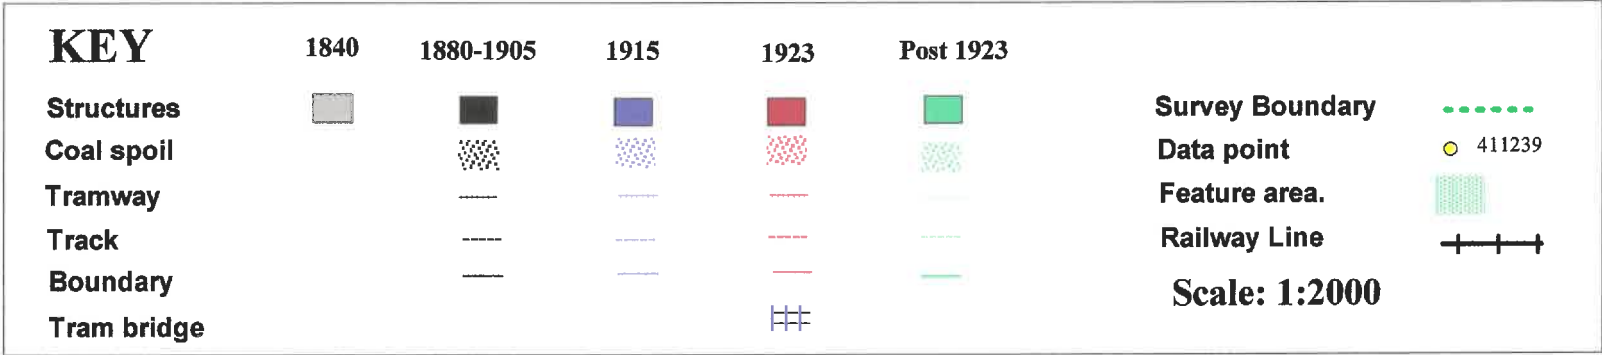 KEY 1840 1880-1905 1915 1923 Post 1923
Structures Survey Boundary
Coal spoil Data point 411239
Tramway Feature area.
Track Railway Line
Boundary Scale: 1:2000
Tram bridge